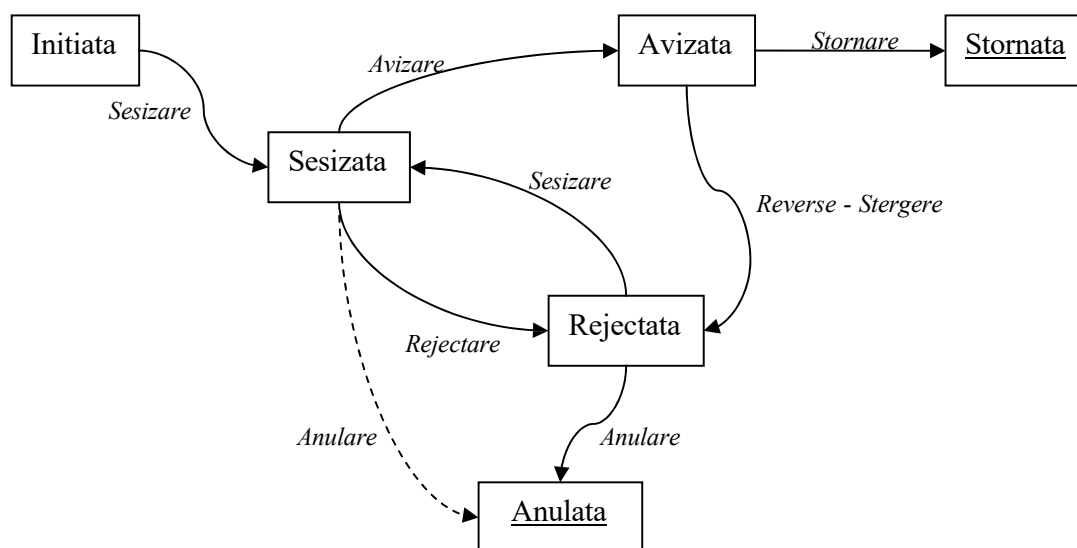 Initiata
Avizata
Stornare
Stornata
Avizare
Sesizare
Sesizata
Sesizare
Reverse - Stergere
Rejectata
Rejectare
Anulare
Anulare
Anulata